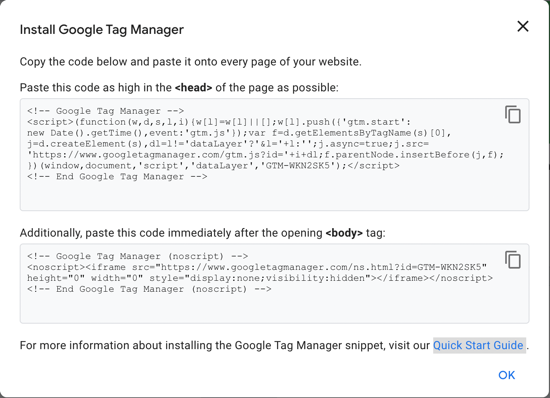 Install Google Tag Manager
Copy the code below and paste it onto every page of your website.
Paste this code as high in the <head> of the page as possible:
<!-- Google Tag Manager -->
<script>(function(w,d,s,l,i){w[l]=w[l]||[];w[l].push({'gtm.start':
new Date().getTime(),event:'gtm.js'});var f=d.getElementsByTagName(s)[0],
j=d.createElement(s),dl=l!='dataLayer'?'&l='+l:'';j.async=true;j.src=
'https://www.googletagmanager.com/gtm.js?id='+i+dl;f.parentNode.insertBefore(j,f);
})(window,document,'script','dataLayer','GTM-WKN2SK5');</script>
<!-- End Google Tag Manager -->
Additionally, paste this code immediately after the opening <body> tag:
<!-- Google Tag Manager (noscript) -->
<noscript><iframe src="https://www.googletagmanager.com/ns.html?id=GTM-WKN2SK5"
height="0" width="0" style="display:none;visibility:hidden"></iframe></noscript>
<!-- End Google Tag Manager (noscript) -->
For more information about installing the Google Tag Manager snippet, visit our Quick Start Guide .
OK